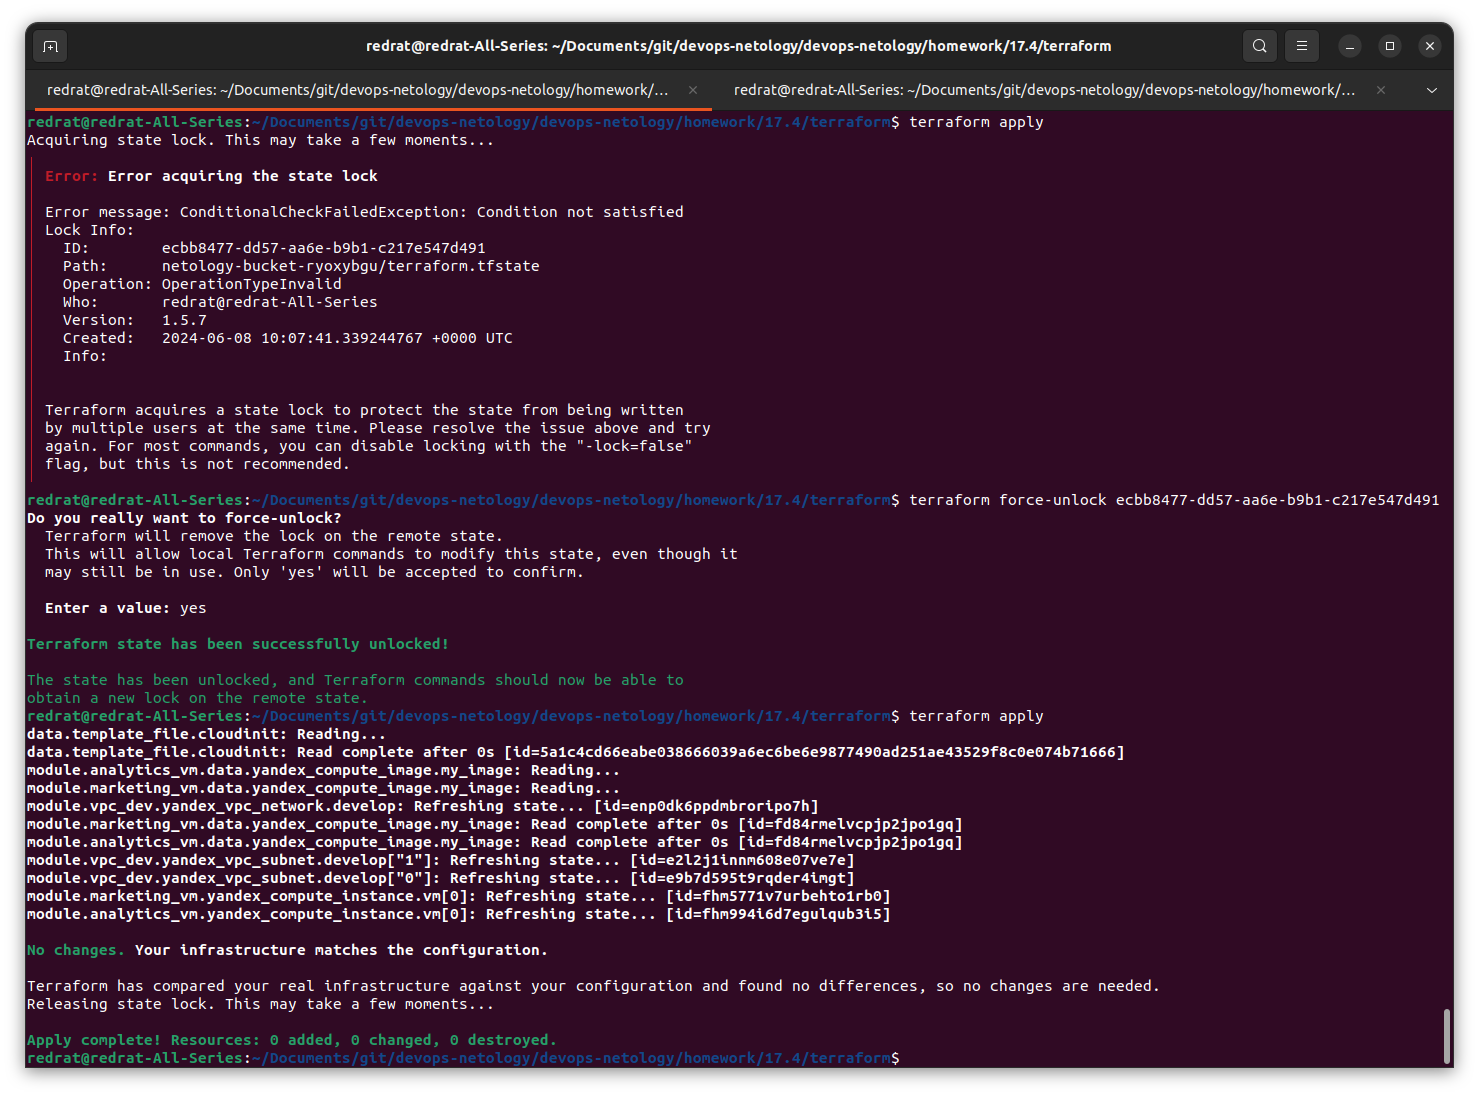 redrat@redrat-All-Series: ~/Documents/git/devops-netology/devops-netology/homework/17.4/terraform
redrat@redrat-All-Series: ~/Documents/git/devops-netology/devops-netology/homework/...
redrat@redrat-All-Series: ~/Documents/git/devops-netology/devops-netology/homework/...
redrat@redrat-All-Series:~/Documents/git/devops-netology/devops-netology/homework/17.4/terraform$ terraform apply
Acquiring state lock. This may take a few moments...
Error: Error acquiring the state lock
Error message: ConditionalCheckFailedException: Condition not satisfied
Lock Info:
ID:        ecbb8477-dd57-aa6e-b9b1-c217e547d491
Path:      netology-bucket-ryoxybgu/terraform.tfstate
Operation: OperationTypeInvalid
Who:       redrat@redrat-All-Series
Version:   1.5.7
Created:   2024-06-08 10:07:41.339244767 +0000 UTC
Info:
Terraform acquires a state lock to protect the state from being written
by multiple users at the same time. Please resolve the issue above and try
again. For most commands, you can disable locking with the "-lock=false"
flag, but this is not recommended.
redrat@redrat-All-Series:~/Documents/git/devops-netology/devops-netology/homework/17.4/terraform$ terraform force-unlock ecbb8477-dd57-aa6e-b9b1-c217e547d491
Do you really want to force-unlock?
Terraform will remove the lock on the remote state.
This will allow local Terraform commands to modify this state, even though it
may still be in use. Only 'yes' will be accepted to confirm.
Enter a value: yes
Terraform state has been successfully unlocked!
The state has been unlocked, and Terraform commands should now be able to
obtain a new lock on the remote state.
redrat@redrat-All-Series:~/Documents/git/devops-netology/devops-netology/homework/17.4/terraform$ terraform apply
data.template_file.cloudinit: Reading...
data.template_file.cloudinit: Read complete after 0s [id=5a1c4cd66eabe038666039a6ec6be6e9877490ad251ae43529f8c0e074b71666]
module.analytics_vm.data.yandex_compute_image.my_image: Reading...
module.marketing_vm.data.yandex_compute_image.my_image: Reading...
module.vpc_dev.yandex_vpc_network.develop: Refreshing state... [id=enp0dk6ppdmbroripo7h]
module.marketing_vm.data.yandex_compute_image.my_image: Read complete after 0s [id=fd84rmelvcpjp2jpo1gq]
module.analytics_vm.data.yandex_compute_image.my_image: Read complete after 0s [id=fd84rmelvcpjp2jpo1gq]
module.vpc_dev.yandex_vpc_subnet.develop["1"]: Refreshing state... [id=e2l2j1innm608e07ve7e]
module.vpc_dev.yandex_vpc_subnet.develop["0"]: Refreshing state... [id=e9b7d595t9rqder4imgt]
module.marketing_vm.yandex_compute_instance.vm[0]: Refreshing state... [id=fhm5771v7urbehto1rb0]
module.analytics_vm.yandex_compute_instance.vm[0]: Refreshing state... [id=fhm994i6d7egulqub3i5]
No changes. Your infrastructure matches the configuration.
Terraform has compared your real infrastructure against your configuration and found no differences, so no changes are needed.
Releasing state lock. This may take a few moments...
Apply complete! Resources: 0 added, 0 changed, 0 destroyed.
redrat@redrat-All-Series:~/Documents/git/devops-netology/devops-netology/homework/17.4/terraform$